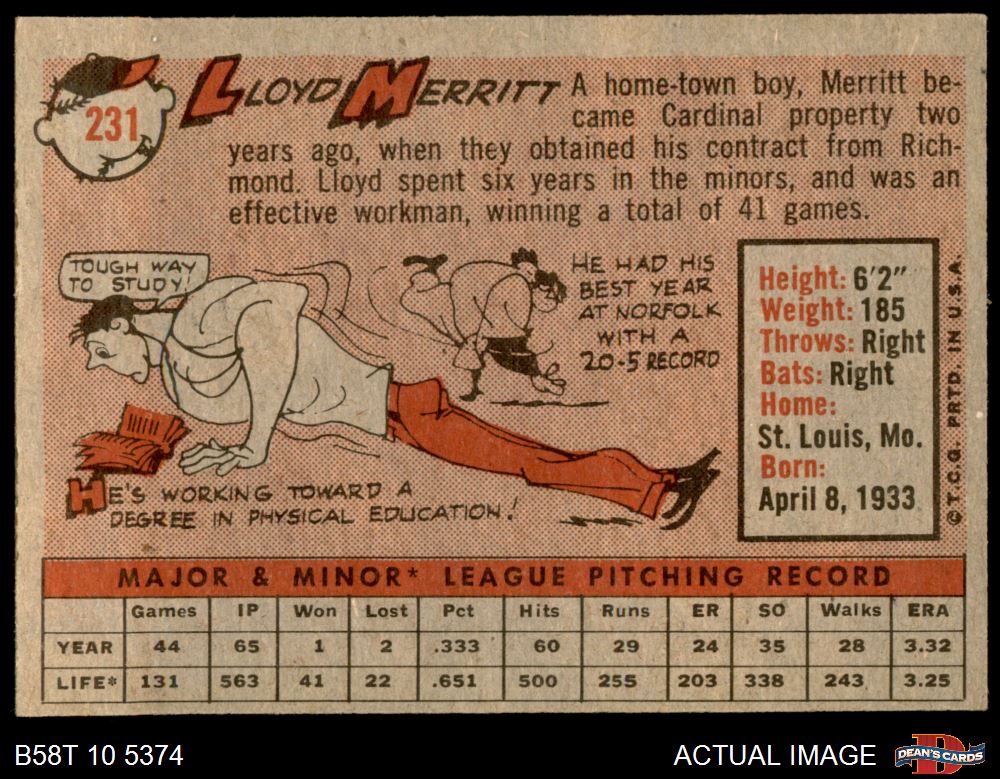 231
LLOYD MERRITT
A home-town boy, Merritt be-
came Cardinal property two
years ago, when they obtained his contract from Rich-
mond. Lloyd spent six years in the minors, and was an
effective workman, winning a total of 41 games.
TOUGH WAY
TO STUDY!
HE HAD HIS
BEST YEAR
AT NORFOLK
WITH A
20-5 RECORD
HE'S WORKING TOWARD A
DEGREE IN PHYSICAL EDUCATION!
Height: 6'2"
Weight: 185
Throws: Right
Bats: Right
Home:
St. Louis, Mo.
Born:
April 8, 1933
© T.C.G. PRTD. IN U.S.A.
MAJOR & MINOR* LEAGUE PITCHING RECORD
Games IP Won Lost Pct Hits Runs ER SO Walks ERA
YEAR 44 65 1 2 .333 60 29 24 35 28 3.32
LIFE* 131 563 41 22 .651 500 255 203 338 243 3.25
B58T 10 5374
ACTUAL IMAGE
D
DEAN'S CARDS